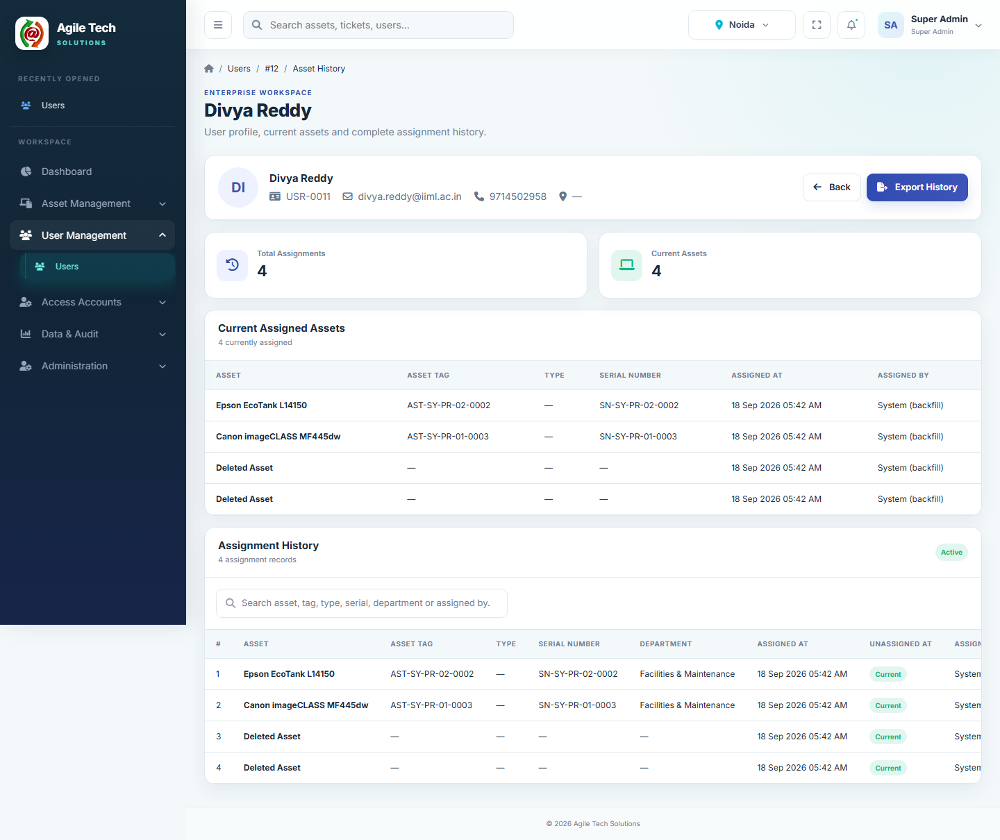 Agile Tech
SOLUTIONS
RECENTLY OPENED
Users
WORKSPACE
Dashboard
Asset Management
User Management
Users
Access Accounts
Data & Audit
Administration
Search assets, tickets, users...
Noida
SA
Super Admin
Super Admin
/ Users / #12 / Asset History
ENTERPRISE WORKSPACE
Divya Reddy
User profile, current assets and complete assignment history.
DI
Divya Reddy
USR-0011 divya.reddy@iiml.ac.in 9714502958 —
Back
Export History
Total Assignments
4
Current Assets
4
Current Assigned Assets
4 currently assigned
ASSET ASSET TAG TYPE SERIAL NUMBER ASSIGNED AT ASSIGNED BY
Epson EcoTank L14150 AST-SY-PR-02-0002 — SN-SY-PR-02-0002 18 Sep 2026 05:42 AM System (backfill)
Canon imageCLASS MF445dw AST-SY-PR-01-0003 — SN-SY-PR-01-0003 18 Sep 2026 05:42 AM System (backfill)
Deleted Asset — — — 18 Sep 2026 05:42 AM System (backfill)
Deleted Asset — — — 18 Sep 2026 05:42 AM System (backfill)
Assignment History
4 assignment records
Active
Search asset, tag, type, serial, department or assigned by.
# ASSET ASSET TAG TYPE SERIAL NUMBER DEPARTMENT ASSIGNED AT UNASSIGNED AT ASSIGN
1 Epson EcoTank L14150 AST-SY-PR-02-0002 — SN-SY-PR-02-0002 Facilities & Maintenance 18 Sep 2026 05:42 AM Current System
2 Canon imageCLASS MF445dw AST-SY-PR-01-0003 — SN-SY-PR-01-0003 Facilities & Maintenance 18 Sep 2026 05:42 AM Current System
3 Deleted Asset — — — — 18 Sep 2026 05:42 AM Current System
4 Deleted Asset — — — — 18 Sep 2026 05:42 AM Current System
© 2026 Agile Tech Solutions